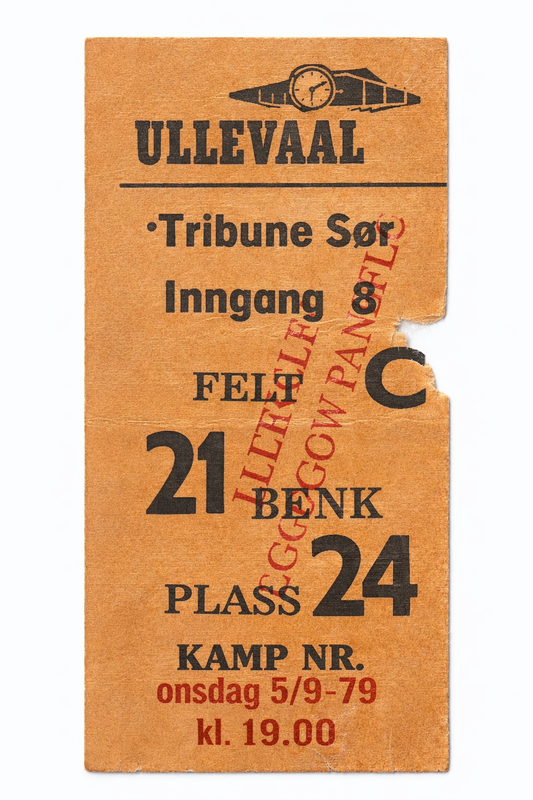 ULLEVAAL
Tribune Sør
Inngang 8
FELT C
21 BENK
PLASS 24
KAMP NR.
onsdag 5/9-79
kl. 19.00